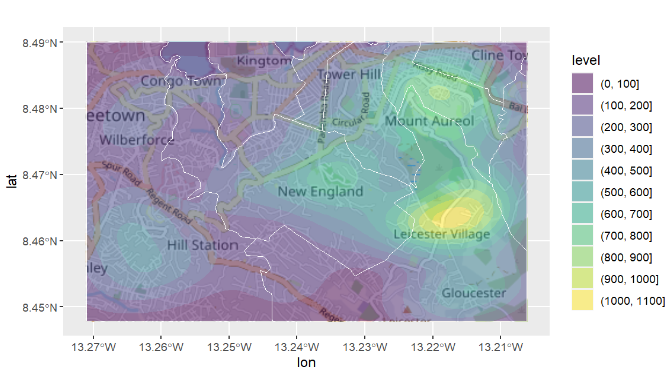 8.49°N
8.48°N
8.47°N
8.46°N
8.45°N
lat
Kingtom
Cline Tow
Congo Town
Tower Hill
eetown
Circular Road
Mount Aureol
Wilberforce
Spur Road
Regent Road
New England
Leicester Village
Hill Station
nley
Gloucester
13.27°W
13.26°W
13.25°W
13.24°W
13.23°W
13.22°W
13.21°W
lon
level
(0, 100]
(100, 200]
(200, 300]
(300, 400]
(400, 500]
(500, 600]
(600, 700]
(700, 800]
(800, 900]
(900, 1000]
(1000, 1100]